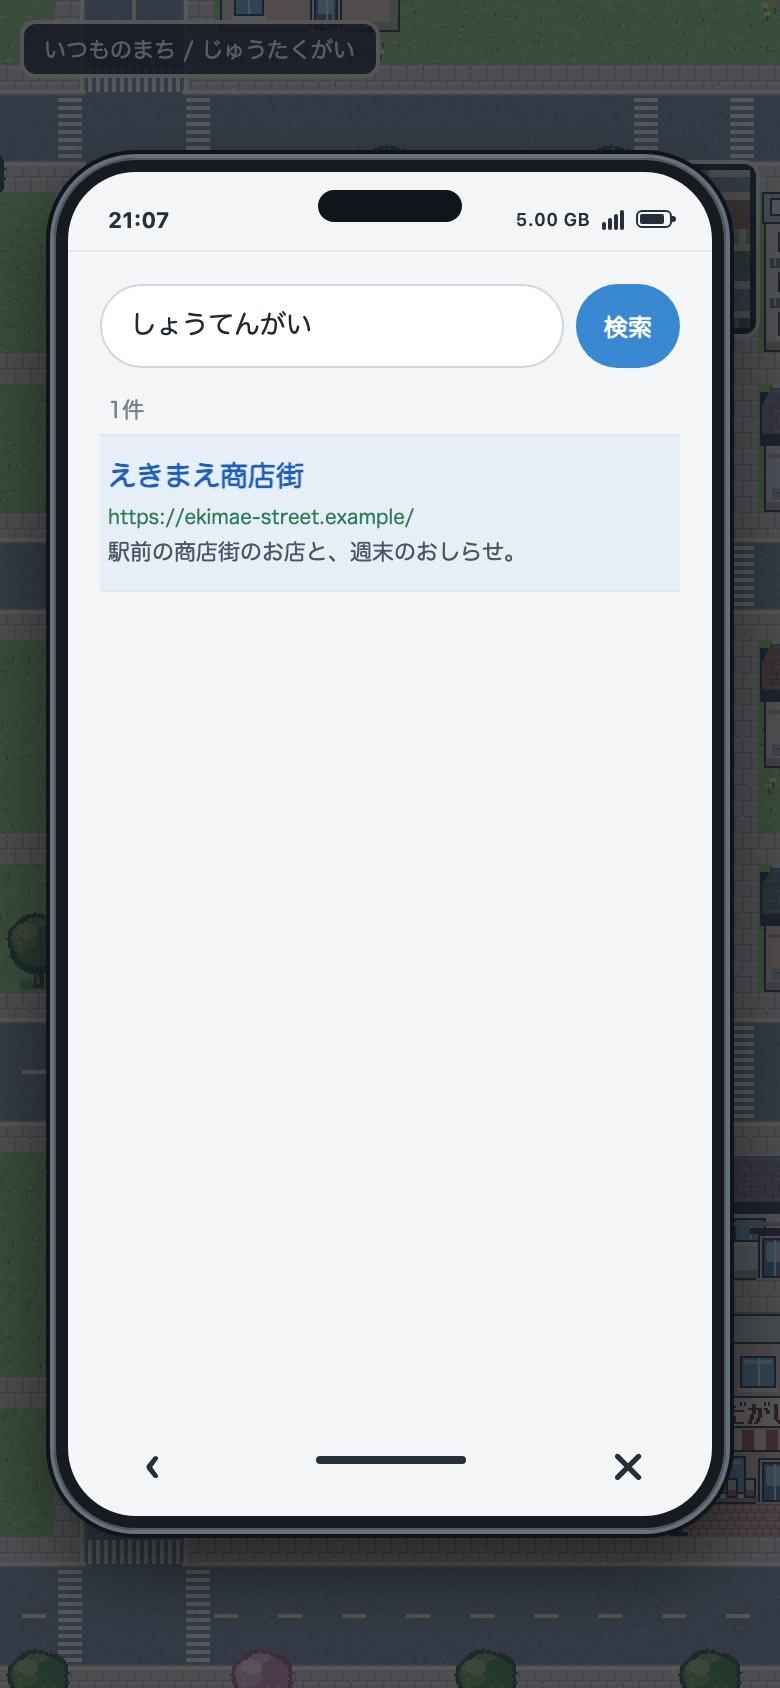 いつものまち / じゅうたくがい
21:07
5.00 GB
しょうてんがい
検索
1件
えきまえ商店街
https://ekimae-street.example/
駅前の商店街のお店と、週末のおしらせ。
だがし